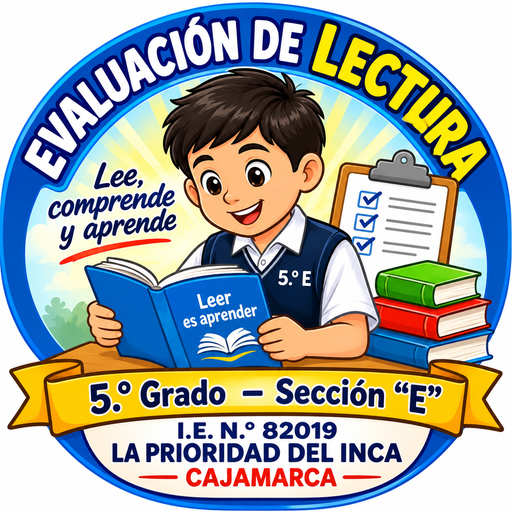 EVALUACIÓN DE LECTURA
Lee,
comprende
y aprende
5.° E
Leer
es aprender
5.° Grado – Sección “E”
I.E. N.° 82019
LA PRIORIDAD DEL INCA
— CAJAMARCA —